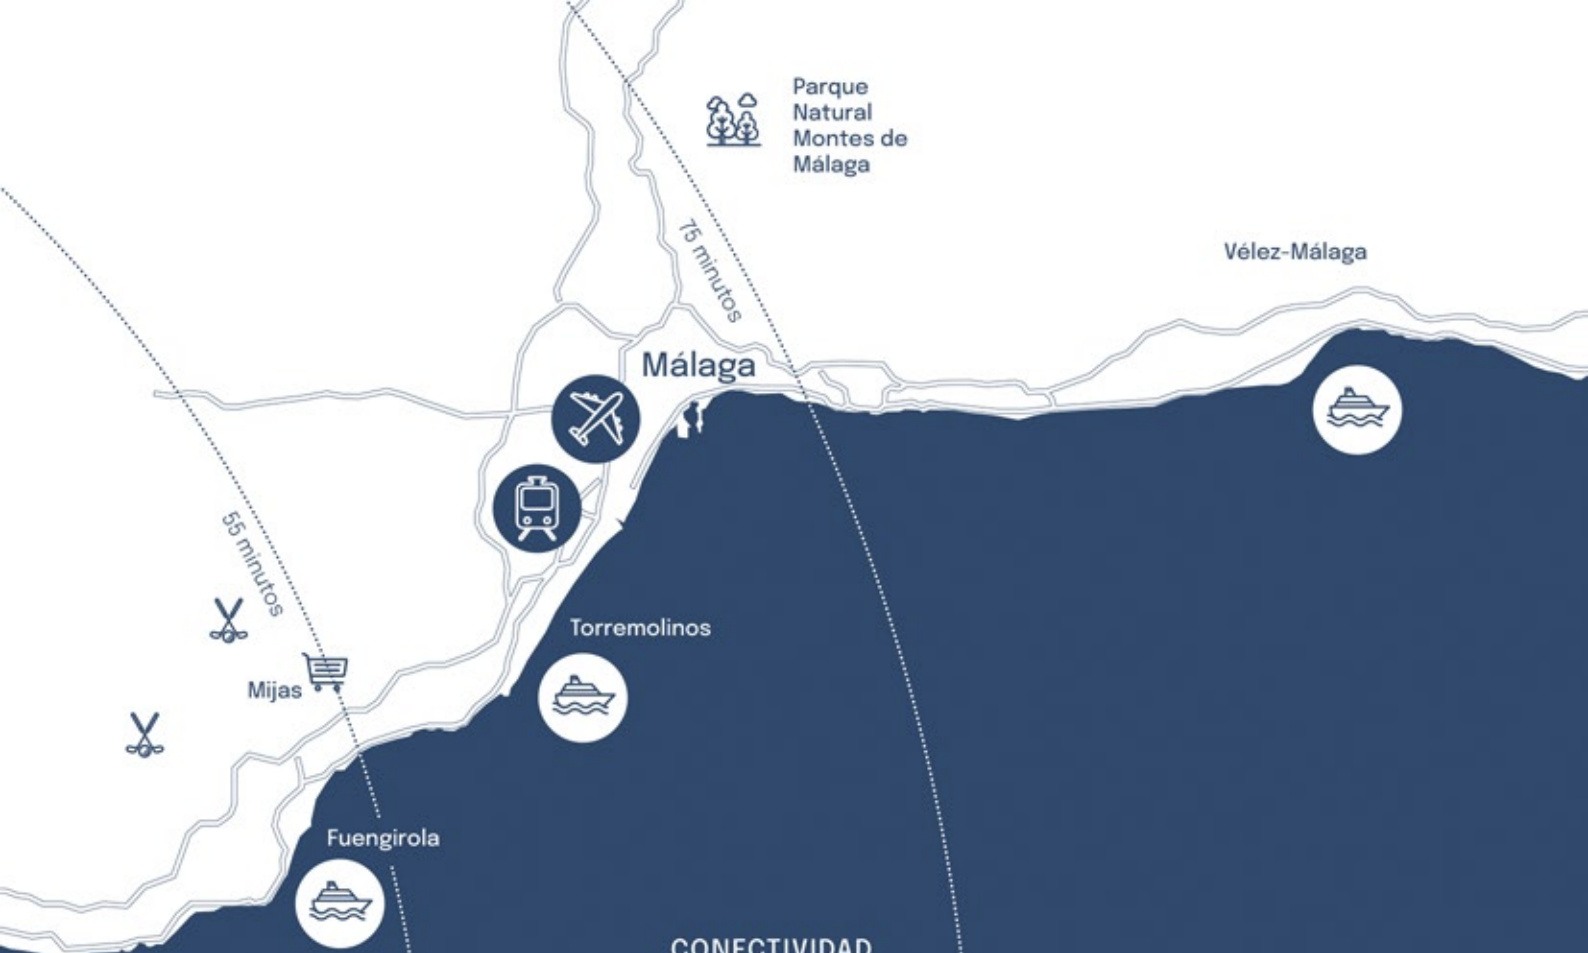 Parque
Natural
Montes de
Málaga
75 minutos
Vélez-Málaga
Málaga
55 minutos
Torremolinos
Mijas
Fuengirola
CONECTIVIDAD